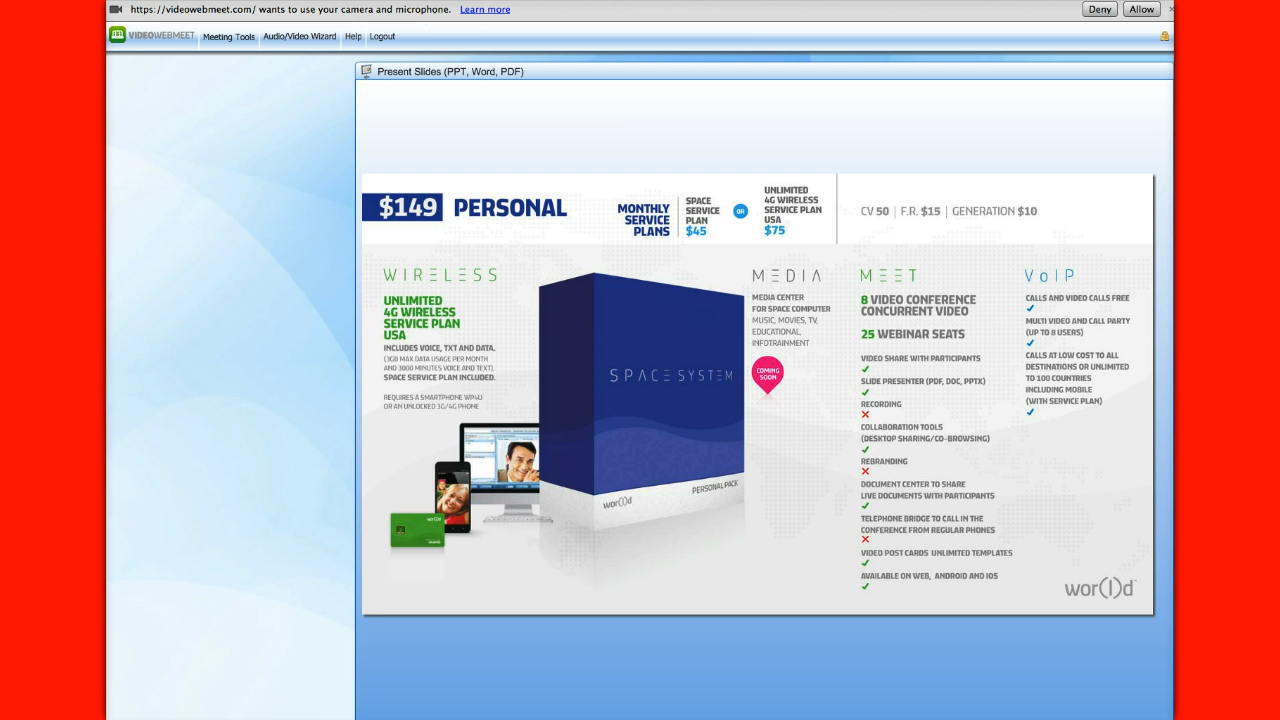 https://videowebmeet.com/ wants to use your camera and microphone. Learn more
Deny
Allow
VIDEOWEBMEET
Meeting Tools
Audio/Video Wizard
Help
Logout
Present Slides (PPT, Word, PDF)
$149 PERSONAL
MONTHLY
SERVICE
PLANS
SPACE
SERVICE
PLAN
$45
OR
UNLIMITED
4G WIRELESS
SERVICE PLAN
USA
$75
CV 50 | F.R. $15 | GENERATION $10
WIRELESS
UNLIMITED
4G WIRELESS
SERVICE PLAN
USA
INCLUDES VOICE, TXT AND DATA.
(3GB MAX DATA USAGE PER MONTH
AND 3000 MINUTES VOICE AND TEXT).
SPACE SERVICE PLAN INCLUDED.
REQUIRES A SMARTPHONE WP4U
OR AN UNLOCKED 3G/4G PHONE
wor(l)d
SPACE SYSTEM
wor(l)d
PERSONAL PACK
MEDIA
MEDIA CENTER
FOR SPACE COMPUTER
MUSIC, MOVIES, TV,
EDUCATIONAL,
INFOTRAINMENT
COMING
SOON
MEET
8 VIDEO CONFERENCE
CONCURRENT VIDEO
25 WEBINAR SEATS
VIDEO SHARE WITH PARTICIPANTS
SLIDE PRESENTER (PDF, DOC, PPTX)
RECORDING
COLLABORATION TOOLS
(DESKTOP SHARING/CO-BROWSING)
REBRANDING
DOCUMENT CENTER TO SHARE
LIVE DOCUMENTS WITH PARTICIPANTS
TELEPHONE BRIDGE TO CALL IN THE
CONFERENCE FROM REGULAR PHONES
VIDEO POST CARDS UNLIMITED TEMPLATES
AVAILABLE ON WEB, ANDROID AND IOS
VoIP
CALLS AND VIDEO CALLS FREE
MULTI VIDEO AND CALL PARTY
(UP TO 8 USERS)
CALLS AT LOW COST TO ALL
DESTINATIONS OR UNLIMITED
TO 100 COUNTRIES
INCLUDING MOBILE
(WITH SERVICE PLAN)
wor(l)d